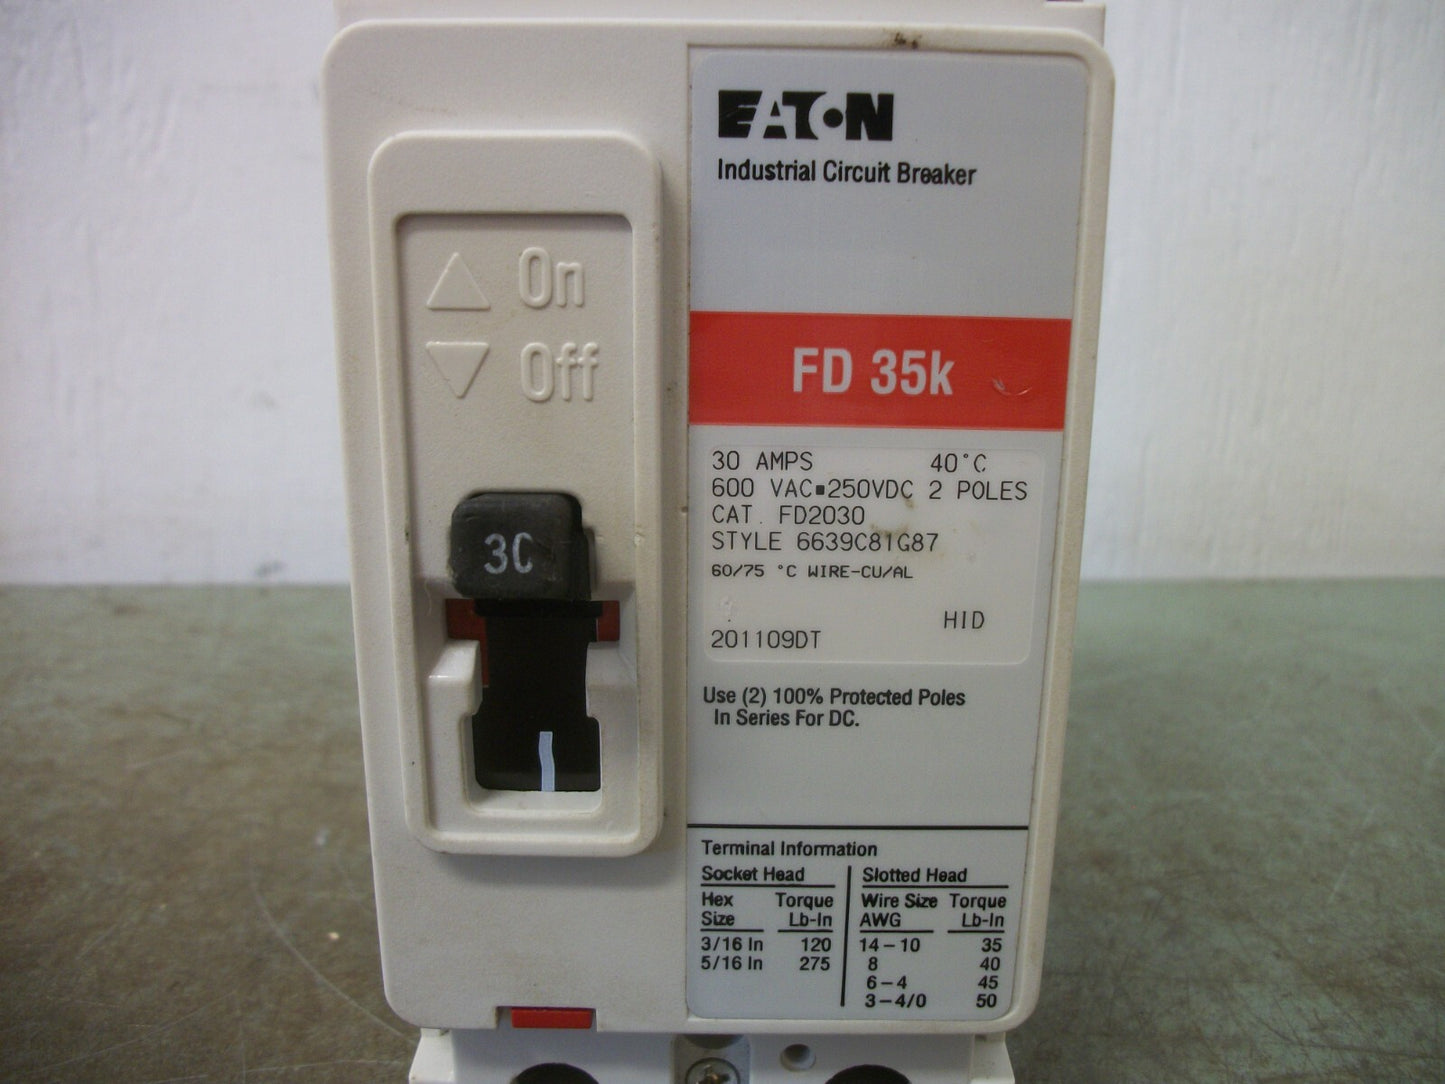 EATON
Industrial Circuit Breaker
On
Off
30
FD 35k
30 AMPS 40°C
600 VAC▪250VDC 2 POLES
CAT. FD2030
STYLE 6639C81G87
60/75 °C WIRE-CU/AL
HID
201109DT
Use (2) 100% Protected Poles
In Series For DC.
Terminal Information
Socket Head Slotted Head
Hex Torque Wire Size Torque
Size Lb-In AWG Lb-In
3/16 In 120 14-10 35
5/16 In 275 8 40
6-4 45
3-4/0 50